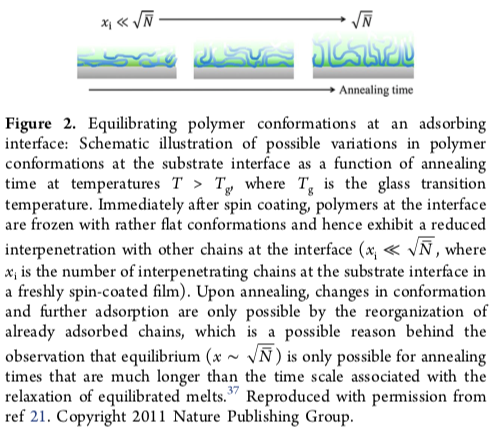 xᵢ ≪ √N̅ √N̅
Annealing time
Figure 2. Equilibrating polymer conformations at an adsorbing
interface: Schematic illustration of possible variations in polymer
conformations at the substrate interface as a function of annealing
time at temperatures T > Tg, where Tg is the glass transition
temperature. Immediately after spin coating, polymers at the interface
are frozen with rather flat conformations and hence exhibit a reduced
interpenetration with other chains at the interface (xᵢ ≪ √N̅, where
xᵢ is the number of interpenetrating chains at the substrate interface in
a freshly spin-coated film). Upon annealing, changes in conformation
and further adsorption are only possible by the reorganization of
already adsorbed chains, which is a possible reason behind the
observation that equilibrium (x ~ √N̅) is only possible for annealing
times that are much longer than the time scale associated with the
relaxation of equilibrated melts.³⁷ Reproduced with permission from
ref 21. Copyright 2011 Nature Publishing Group.